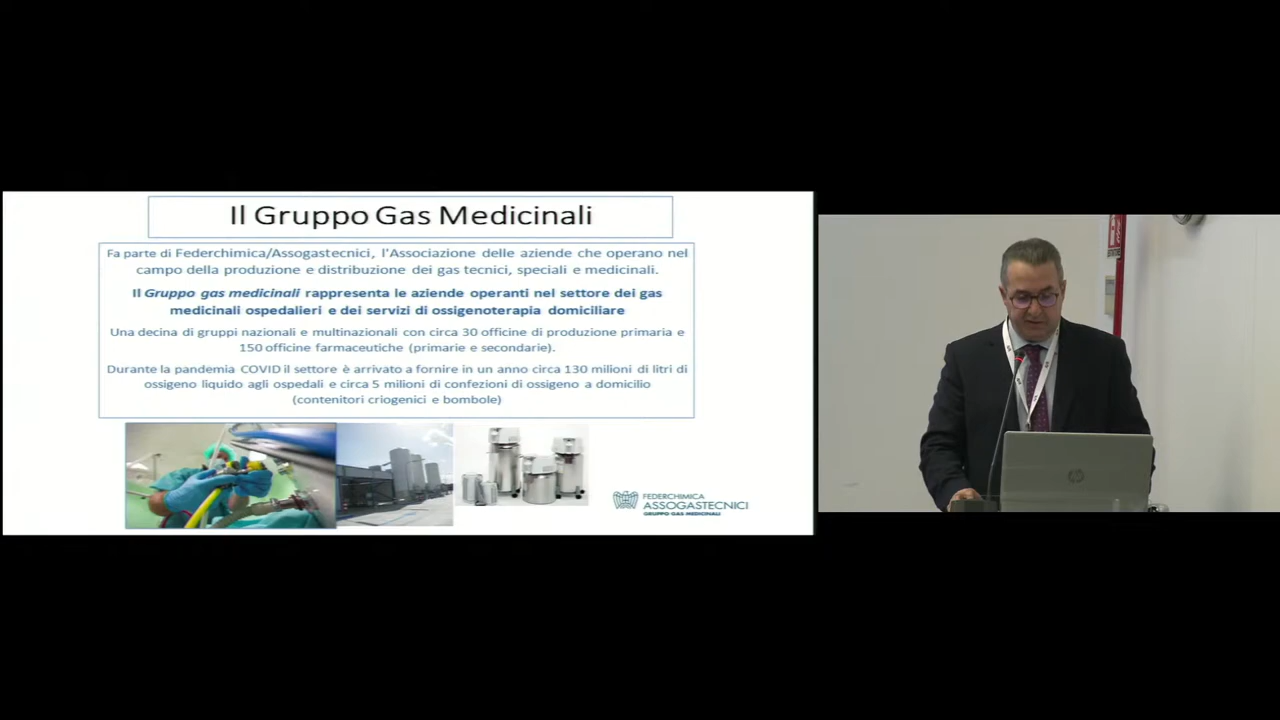 Il Gruppo Gas Medicinali
Fa parte di Federchimica/Assogastecnici, l'Associazione delle aziende che operano nel
campo della produzione e distribuzione dei gas tecnici, speciali e medicinali.
Il Gruppo gas medicinali rappresenta le aziende operanti nel settore dei gas
medicinali ospedalieri e dei servizi di ossigenoterapia domiciliare
Una decina di gruppi nazionali e multinazionali con circa 30 officine di produzione primaria e
150 officine farmaceutiche (primarie e secondarie).
Durante la pandemia COVID il settore è arrivato a fornire in un anno circa 130 milioni di litri di
ossigeno liquido agli ospedali e circa 5 milioni di confezioni di ossigeno a domicilio
(contenitori criogenici e bombole)
FEDERCHIMICA
ASSOGASTECNICI
GRUPPO GAS MEDICINALI
hp